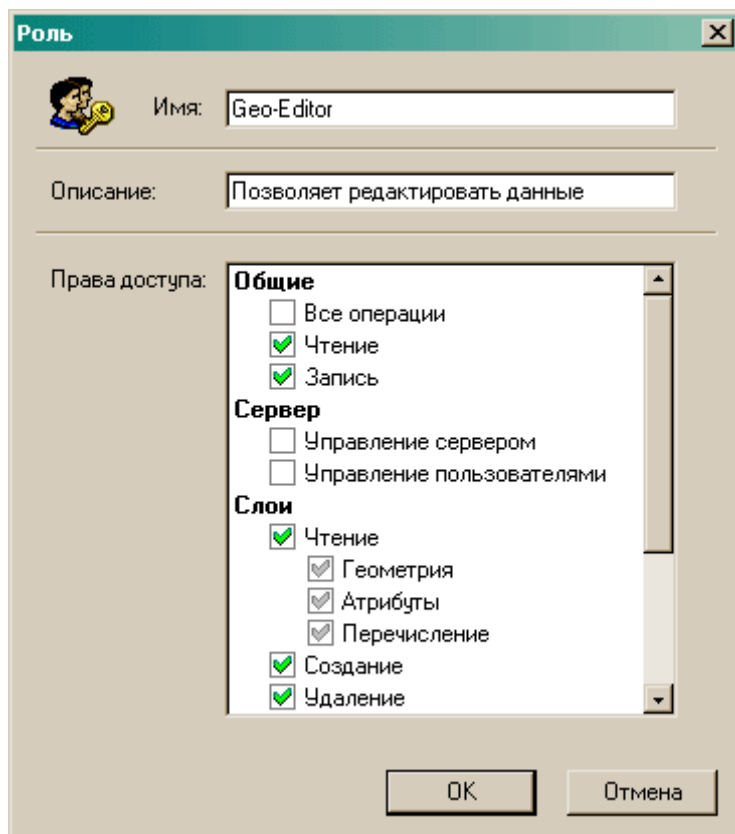 Роль
Имя: Geo-Editor
Описание: Позволяет редактировать данные
Права доступа: Общие
Все операции
Чтение
Запись
Сервер
Управление сервером
Управление пользователями
Слои
Чтение
Геометрия
Атрибуты
Перечисление
Создание
Удаление
OK Отмена